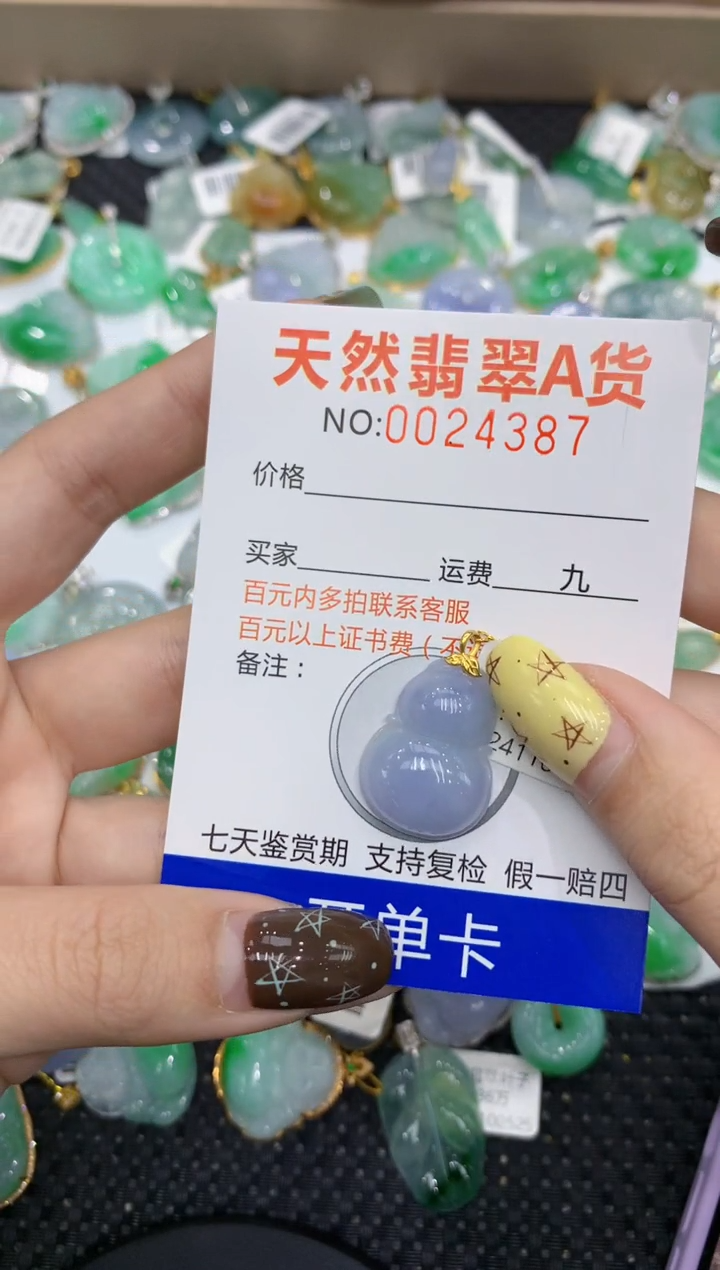 天然翡翠A货
NO:0024387
价格
买家 运费 九
百元内多拍联系客服
百元以上证书费（不
备注：
2411
七天鉴赏期 支持复检 假一赔四
单卡